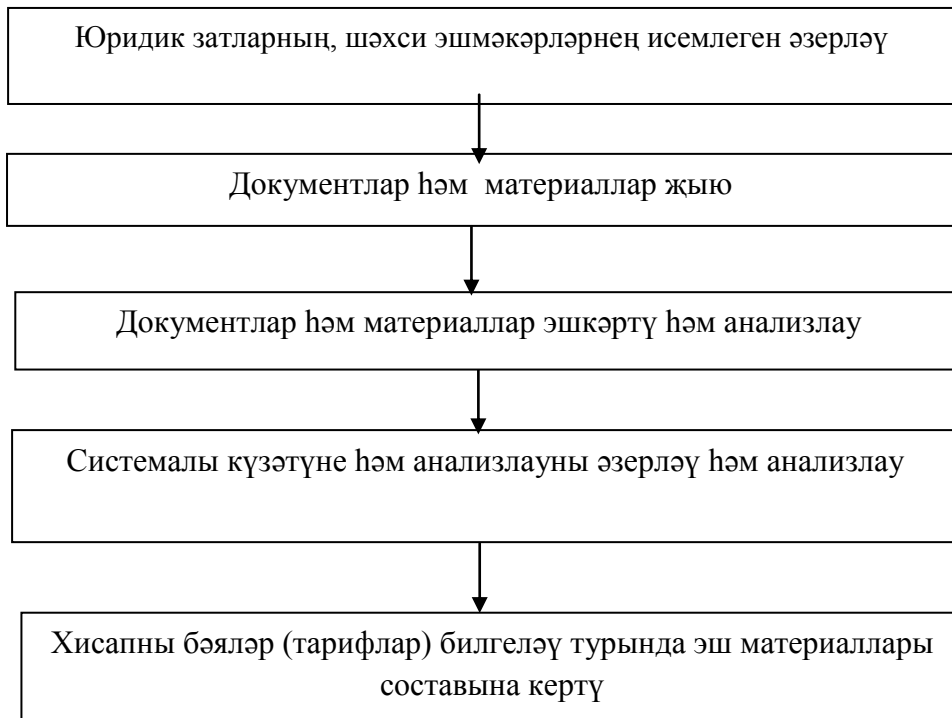 Юридик затларның, шәхси эшмәкәрләрнең исемлеген әзерләү
Документлар һәм материаллар җыю
Документлар һәм материаллар эшкәртү һәм анализлау
Системалы күзәтүне һәм анализлауны әзерләү һәм анализлау
Хисапны бәяләр (тарифлар) билгеләү турында эш материаллары
составына кертү